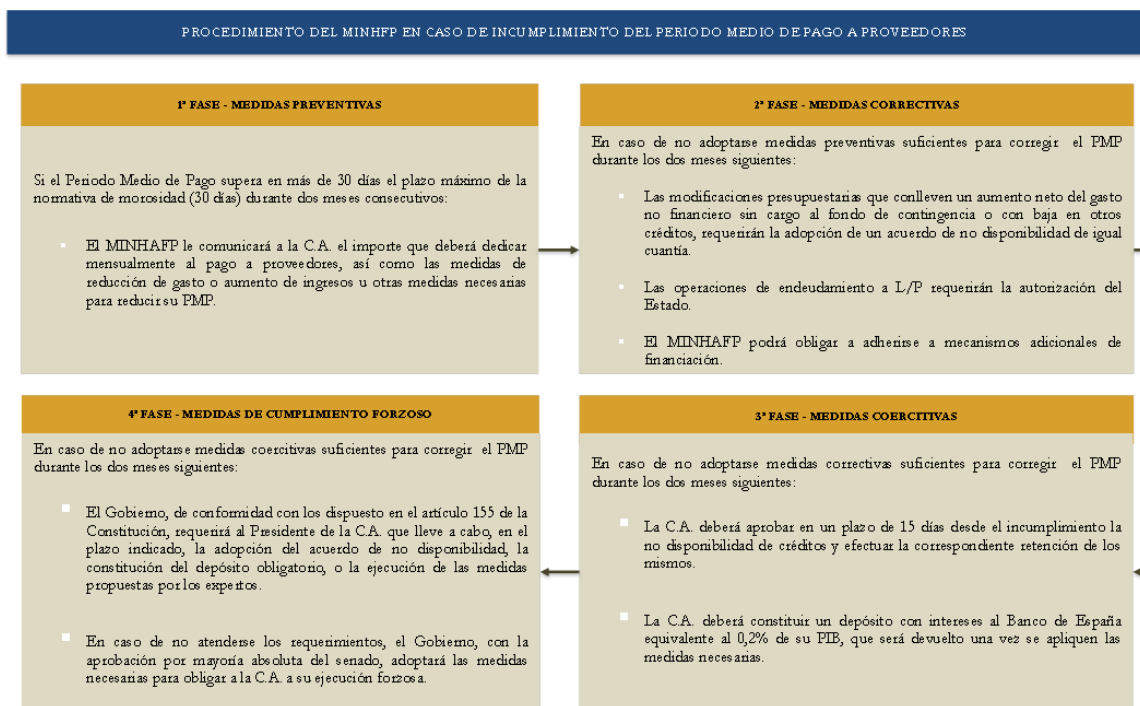 PROCEDIMIENTO DEL MINHFP EN CASO DE INCUMPLIMIENTO DEL PERIODO MEDIO DE PAGO A PROVEEDORES
1ª FASE - MEDIDAS PREVENTIVAS
Si el Periodo Medio de Pago supera en más de 30 días el plazo máximo de la
normativa de morosidad (30 días) durante dos meses consecutivos:
▪ El MINHAFP le comunicará a la C.A. el importe que deberá dedicar
mensualmente al pago a proveedores, así como las medidas de
reducción de gasto o aumento de ingresos u otras medidas necesarias
para reducir su PMP.
2ª FASE - MEDIDAS CORRECTIVAS
En caso de no adoptarse medidas preventivas suficientes para corregir el PMP
durante los dos meses siguientes:
▪ Las modificaciones presupuestarias que conlleven un aumento neto del gasto
no financiero sin cargo al fondo de contingencia o con baja en otros
créditos, requerirán la adopción de un acuerdo de no disponibilidad de igual
cuantía.
▪ Las operaciones de endeudamiento a L/P requerirán la autorización del
Estado.
▪ El MINHAFP podrá obligar a adherirse a mecanismos adicionales de
financiación.
3ª FASE - MEDIDAS COERCITIVAS
En caso de no adoptarse medidas correctivas suficientes para corregir el PMP
durante los dos meses siguientes:
▪ La C.A. deberá aprobar en un plazo de 15 días desde el incumplimiento la
no disponibilidad de créditos y efectuar la correspondiente retención de los
mismos.
▪ La C.A. deberá constituir un depósito con intereses al Banco de España
equivalente al 0,2% de su PIB, que será devuelto una vez se apliquen las
medidas necesarias.
4ª FASE - MEDIDAS DE CUMPLIMIENTO FORZOSO
En caso de no adoptarse medidas coercitivas suficientes para corregir el PMP
durante los dos meses siguientes:
▪ El Gobierno, de conformidad con los dispuesto en el artículo 155 de la
Constitución, requerirá al Presidente de la C.A. que lleve a cabo, en el
plazo indicado, la adopción del acuerdo de no disponibilidad, la
constitución del depósito obligatorio, o la ejecución de las medidas
propuestas por los expertos.
▪ En caso de no atenderse los requerimientos, el Gobierno, con la
aprobación por mayoría absoluta del senado, adoptará las medidas
necesarias para obligar a la C.A. a su ejecución forzosa.